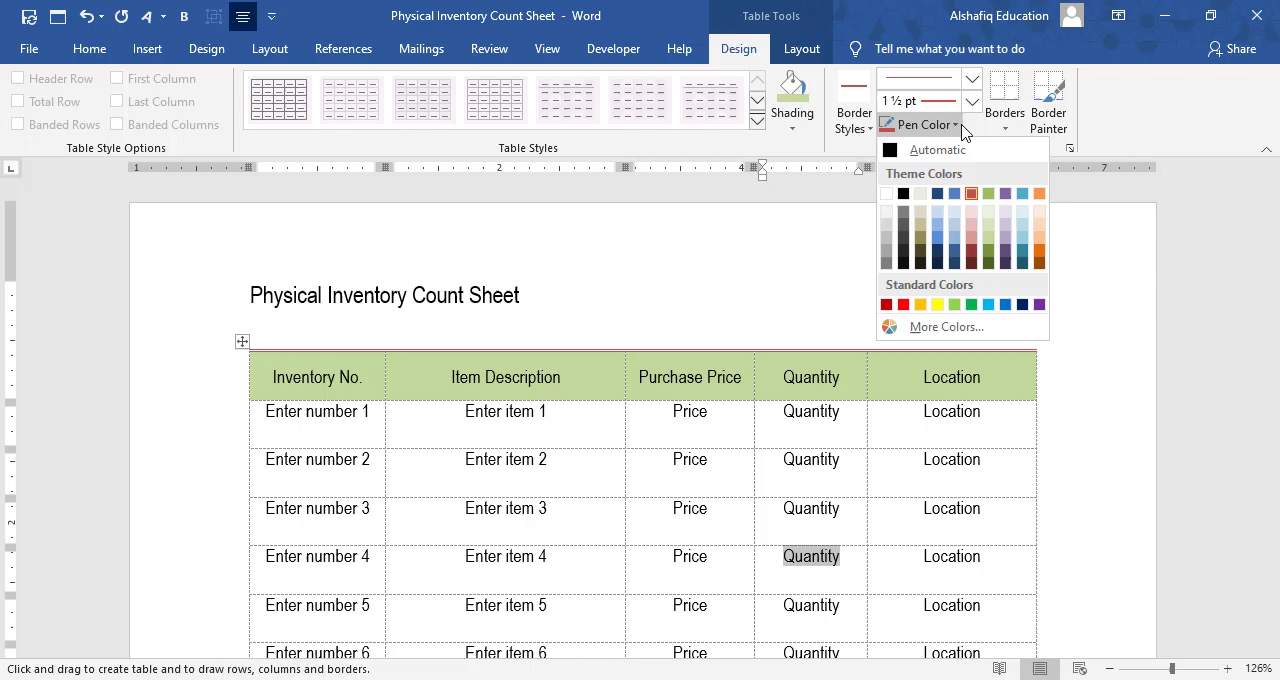 Physical Inventory Count Sheet - Word
Table Tools
Alshafiq Education
File Home Insert Design Layout References Mailings Review View Developer Help Design Layout Tell me what you want to do Share
Header Row First Column
Total Row Last Column
Banded Rows Banded Columns
Table Style Options
Table Styles
Shading
Border Styles
1 ½ pt
Pen Color
Borders
Border Painter
Automatic
Theme Colors
Standard Colors
More Colors...
1 2 4 7
2
Physical Inventory Count Sheet
Inventory No. Item Description Purchase Price Quantity Location
Enter number 1 Enter item 1 Price Quantity Location
Enter number 2 Enter item 2 Price Quantity Location
Enter number 3 Enter item 3 Price Quantity Location
Enter number 4 Enter item 4 Price Quantity Location
Enter number 5 Enter item 5 Price Quantity Location
Enter number 6 Enter item 6 Price Quantity Location
Click and drag to create table and to draw rows, columns and borders.
126%